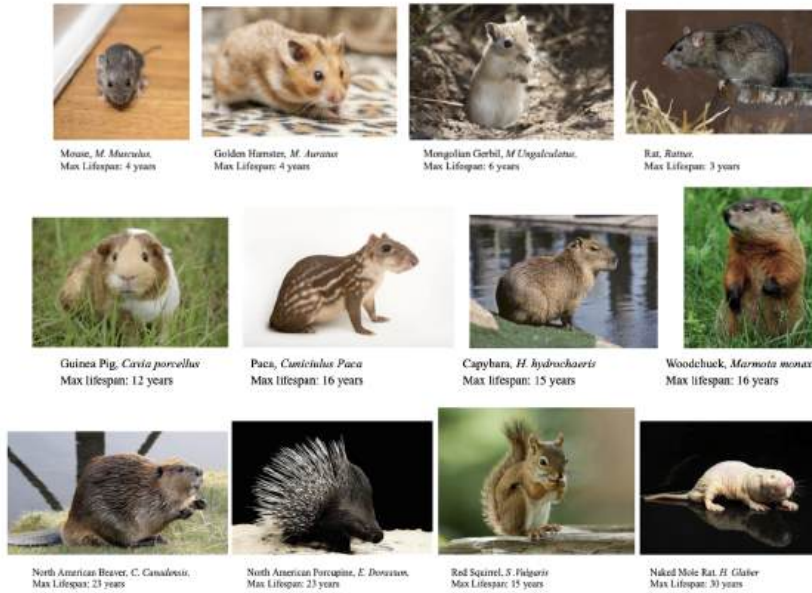 Mouse, M. Musculus,
Max Lifespan: 4 years
Golden Hamster, M. Auratus
Max Lifespan: 4 years
Mongolian Gerbil, M Ungalculatus,
Max Lifespan: 6 years
Rat, Rattus,
Max Lifespan: 3 years
Guinea Pig, Cavia porcellus
Max lifespan: 12 years
Paca, Cuniculus Paca
Max lifespan: 16 years
Capybara, H. hydrochaeris
Max lifespan: 15 years
Woodchuck, Marmota monax
Max lifespan: 16 years
North American Beaver, C. Canadensis,
Max Lifespan: 23 years
North American Porcupine, E. Dorsatum,
Max Lifespan: 23 years
Red Squirrel, S Vulgaris
Max Lifespan: 15 years
Naked Mole Rat, H. Glaber
Max Lifespan: 30 years